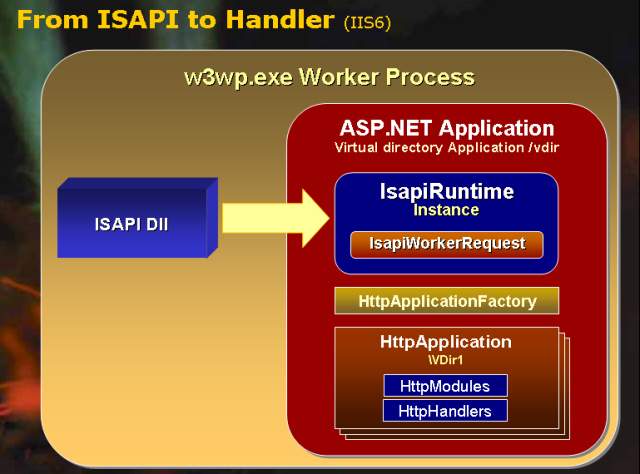 From ISAPI to Handler (IIS6)
w3wp.exe Worker Process
ASP.NET Application
Virtual directory Application /vdir
IsapiRuntime
Instance
ISAPI Dll
IsapiWorkerRequest
HttpApplicationFactory
HttpApplication
\VDir1
HttpModules
HttpHandlers